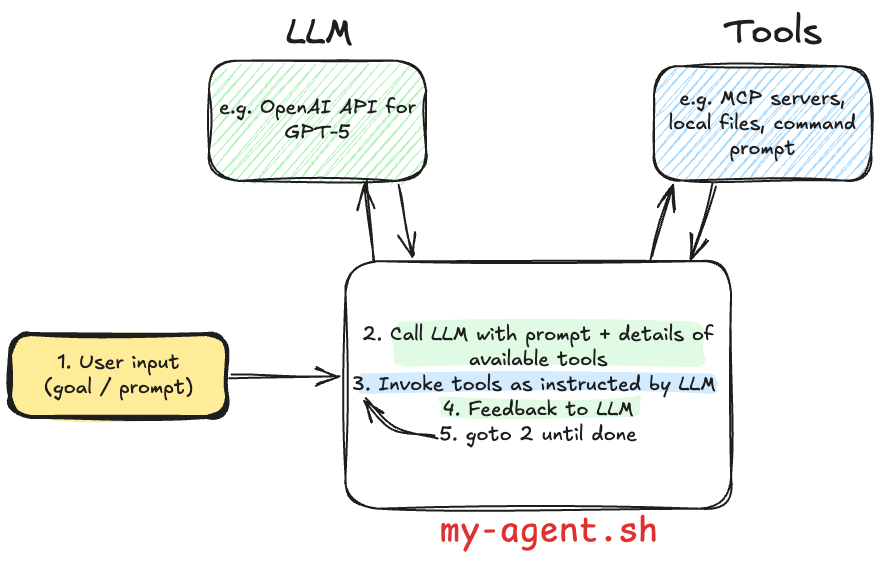 LLM
Tools
e.g. OpenAI API for
GPT-5
e.g. MCP servers,
local files, command
prompt
1. User input
(goal / prompt)
2. Call LLM with prompt + details of
available tools
3. Invoke tools as instructed by LLM
4. Feedback to LLM
5. goto 2 until done
my-agent.sh